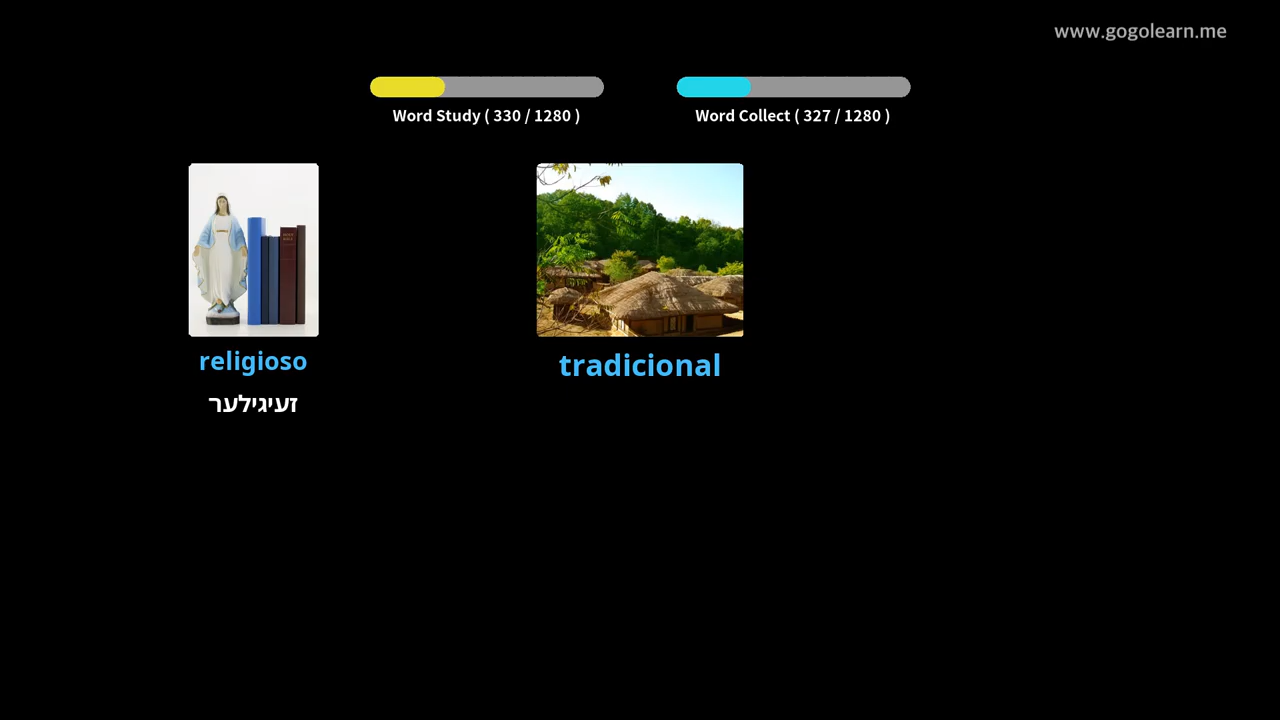 www.gogolearn.me
Word Study ( 330 / 1280 )
Word Collect ( 327 / 1280 )
religioso
זעיגילער
tradicional